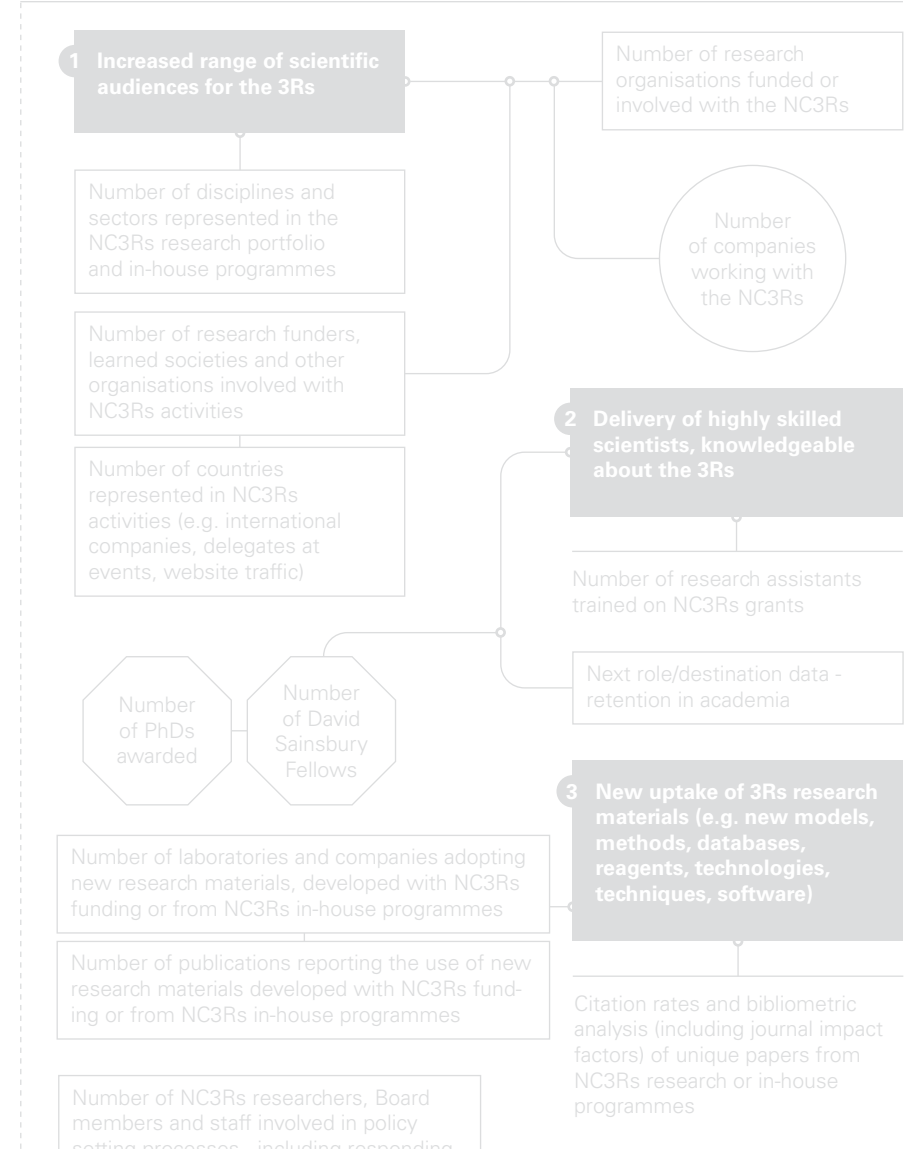 1 Increased range of scientific
audiences for the 3Rs
Number of research
organisations funded or
involved with the NC3Rs
Number of disciplines and
sectors represented in the
NC3Rs research portfolio
and in-house programmes
Number
of companies
working with
the NC3Rs
Number of research funders,
learned societies and other
organisations involved with
NC3Rs activities
2 Delivery of highly skilled
scientists, knowledgeable
about the 3Rs
Number of countries
represented in NC3Rs
activities (e.g. international
companies, delegates at
events, website traffic)
Number of research assistants
trained on NC3Rs grants
Next role/destination data -
retention in academia
Number
of PhDs
awarded
Number
of David
Sainsbury
Fellows
3 New uptake of 3Rs research
materials (e.g. new models,
methods, databases,
reagents, technologies,
techniques, software)
Number of laboratories and companies adopting
new research materials, developed with NC3Rs
funding or from NC3Rs in-house programmes
Number of publications reporting the use of new
research materials developed with NC3Rs fund-
ing or from NC3Rs in-house programmes
Citation rates and bibliometric
analysis (including journal impact
factors) of unique papers from
NC3Rs research or in-house
programmes
Number of NC3Rs researchers, Board
members and staff involved in policy
setting processes - including responding